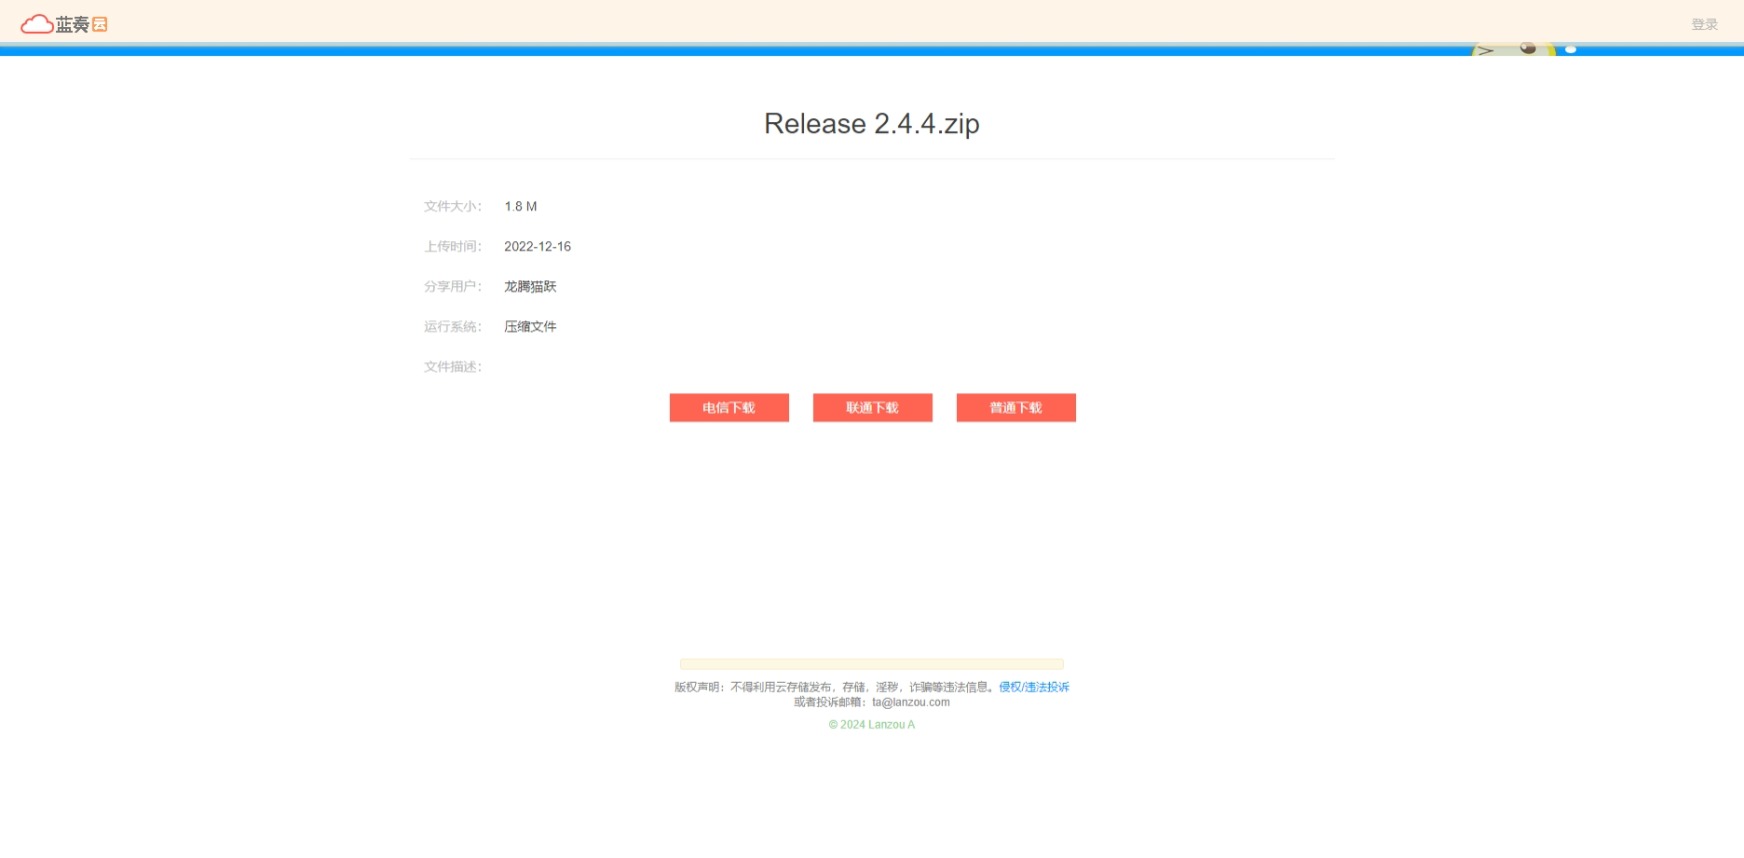 蓝奏云
登录
Release 2.4.4.zip
文件大小： 1.8 M
上传时间： 2022-12-16
分享用户： 龙腾猫跃
运行系统： 压缩文件
文件描述：
电信下载 联通下载 普通下载
版权声明：不得利用云存储发布，存储，淫秽，诈骗等违法信息。侵权/违法投诉
或者投诉邮箱：ta@lanzou.com
© 2024 Lanzou A